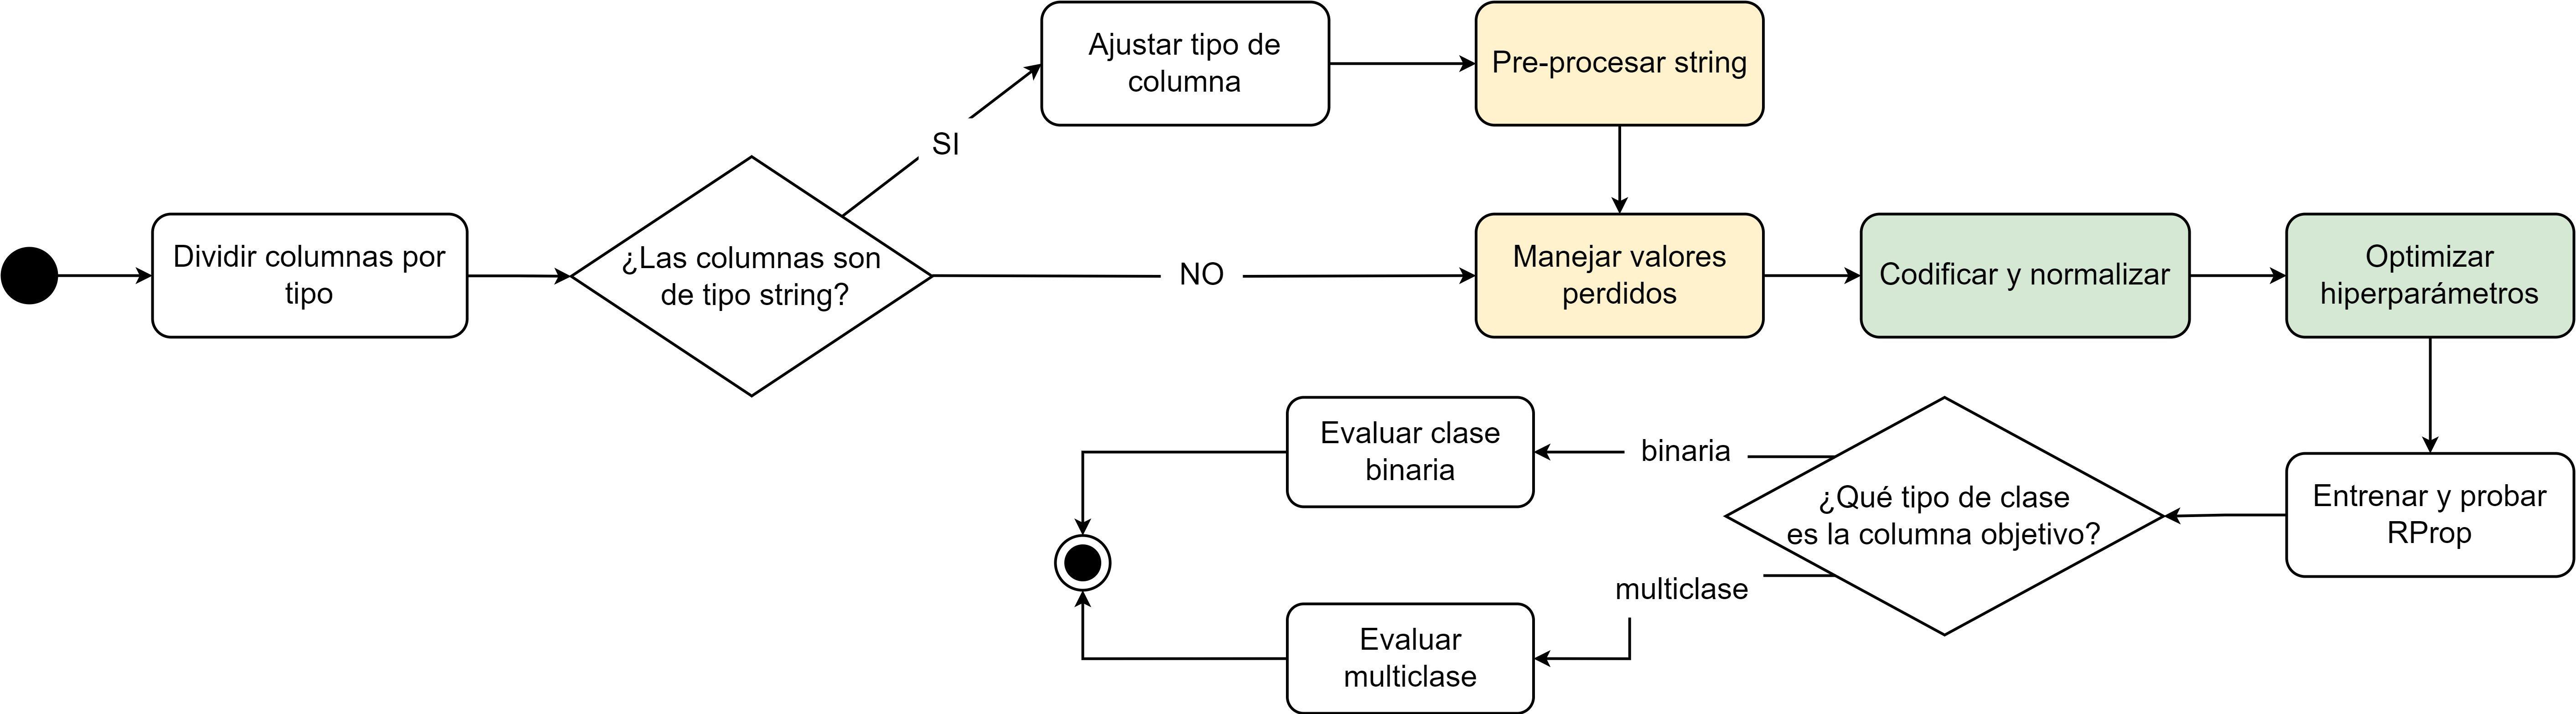 Ajustar tipo de
columna
Pre-procesar string
SI
Dividir columnas por
tipo
¿Las columnas son
de tipo string?
NO
Manejar valores
perdidos
Codificar y normalizar
Optimizar
hiperparámetros
Entrenar y probar
RProp
¿Qué tipo de clase
es la columna objetivo?
binaria
Evaluar clase
binaria
multiclase
Evaluar
multiclase